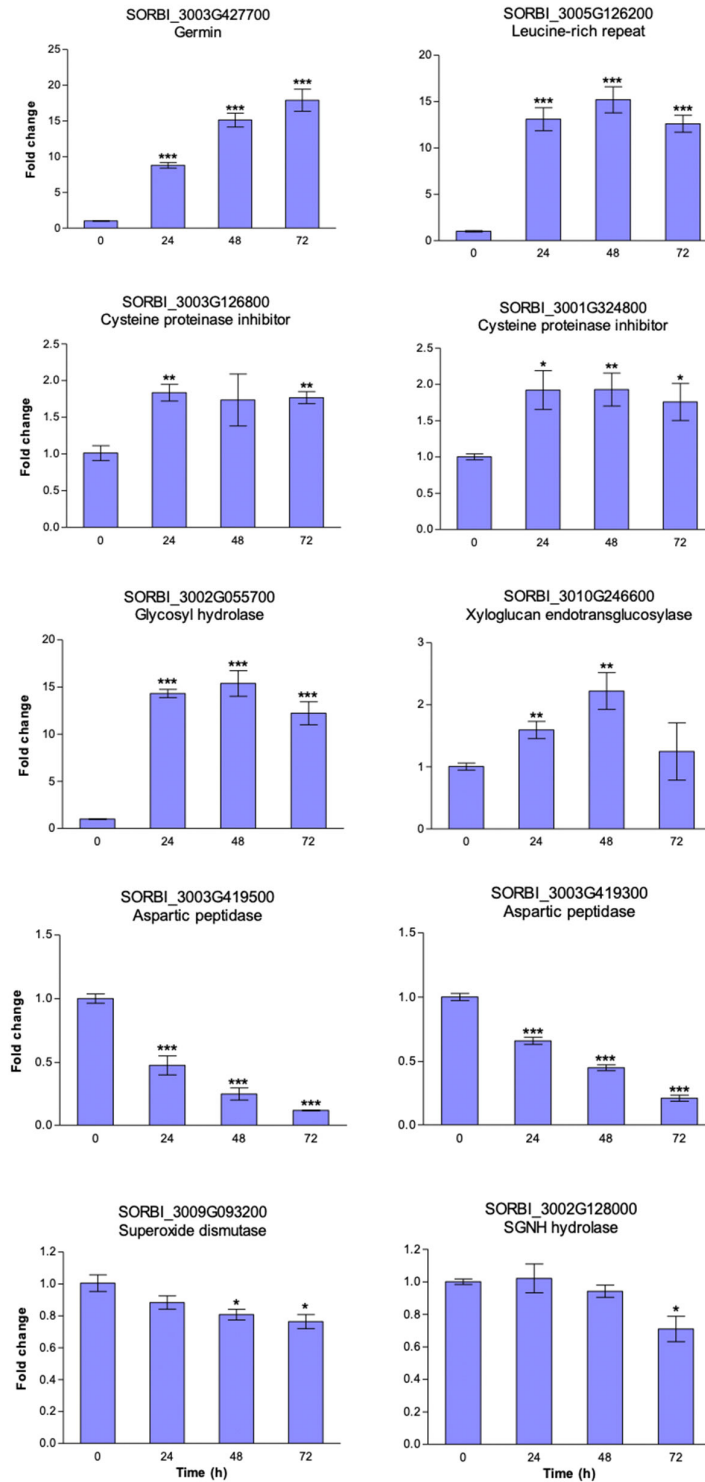 SORBI_3003G427700
Germin
Fold change
25
20
15
10
5
0
***
***
***
0 24 48 72
SORBI_3005G126200
Leucine-rich repeat
20
15
10
5
0
***
***
***
0 24 48 72
SORBI_3003G126800
Cysteine proteinase inhibitor
Fold change
2.5
2.0
1.5
1.0
0.5
0.0
**
**
0 24 48 72
SORBI_3001G324800
Cysteine proteinase inhibitor
2.5
2.0
1.5
1.0
0.5
0.0
*
**
*
0 24 48 72
SORBI_3002G055700
Glycosyl hydrolase
Fold change
20
15
10
5
0
***
***
***
0 24 48 72
SORBI_3010G246600
Xyloglucan endotransglucosylase
3
2
1
0
**
**
0 24 48 72
SORBI_3003G419500
Aspartic peptidase
Fold change
1.5
1.0
0.5
0.0
***
***
***
0 24 48 72
SORBI_3003G419300
Aspartic peptidase
1.5
1.0
0.5
0.0
***
***
***
0 24 48 72
SORBI_3009G093200
Superoxide dismutase
Fold change
1.2
1.0
0.8
0.6
0.4
0.2
0.0
*
*
0 24 48 72
Time (h)
SORBI_3002G128000
SGNH hydrolase
Fold change
1.2
1.0
0.8
0.6
0.4
0.2
0.0
*
0 24 48 72
Time (h)